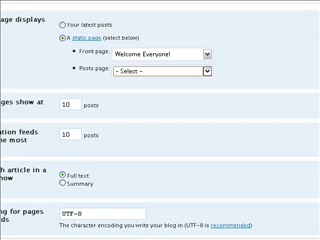 age displays
Your latest posts
A static page (select below)
• Front page: Welcome Everyone!
• Posts page: - Select -
ges show at
10 posts
ation feeds
10 posts
e most
h article in a
Full text
how
Summary
ng for pages
UTF-8
ds
The character encoding you write your blog in (UTF-8 is recommended)